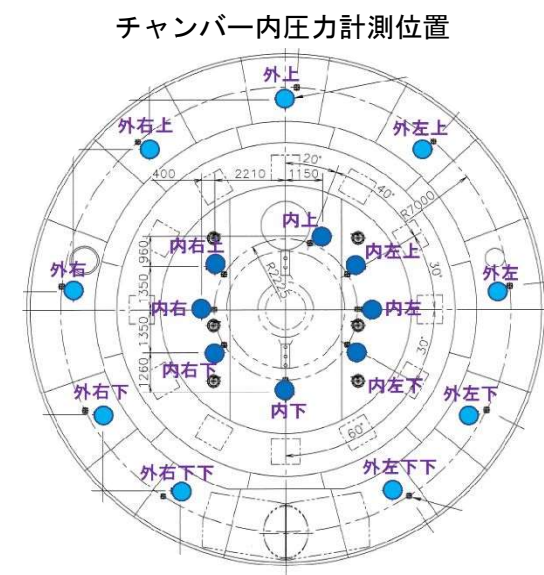 チャンバー内圧力計測位置
外上
外右上
外左上
20°
400
2210
1150
40°
R7000
内上
960
内右上
内左上
R2225
30°
外右
350
内右
内左
外左
1350
30°
内右下
内左下
1260
内下
外右下
外左下
60°
外右下下
外左下下